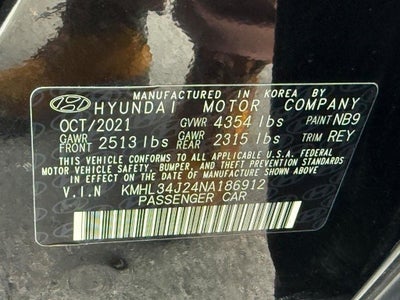 MANUFACTURED IN KOREA BY
HYUNDAI MOTOR COMPANY
OCT/2021 GVWR 4354 lbs PAINT NB9
GAWR FRONT 2513 lbs GAWR REAR 2315 lbs TRIM REY
THIS VEHICLE CONFORMS TO ALL APPLICABLE U.S.A. FEDERAL
MOTOR VEHICLE SAFETY, BUMPER, AND THEFT PREVENTION
STANDARDS IN EFFECT ON THE DATE OF MANUFACTURE SHOWN ABOVE.
V.I.N KMHL34J24NA186912
PASSENGER CAR